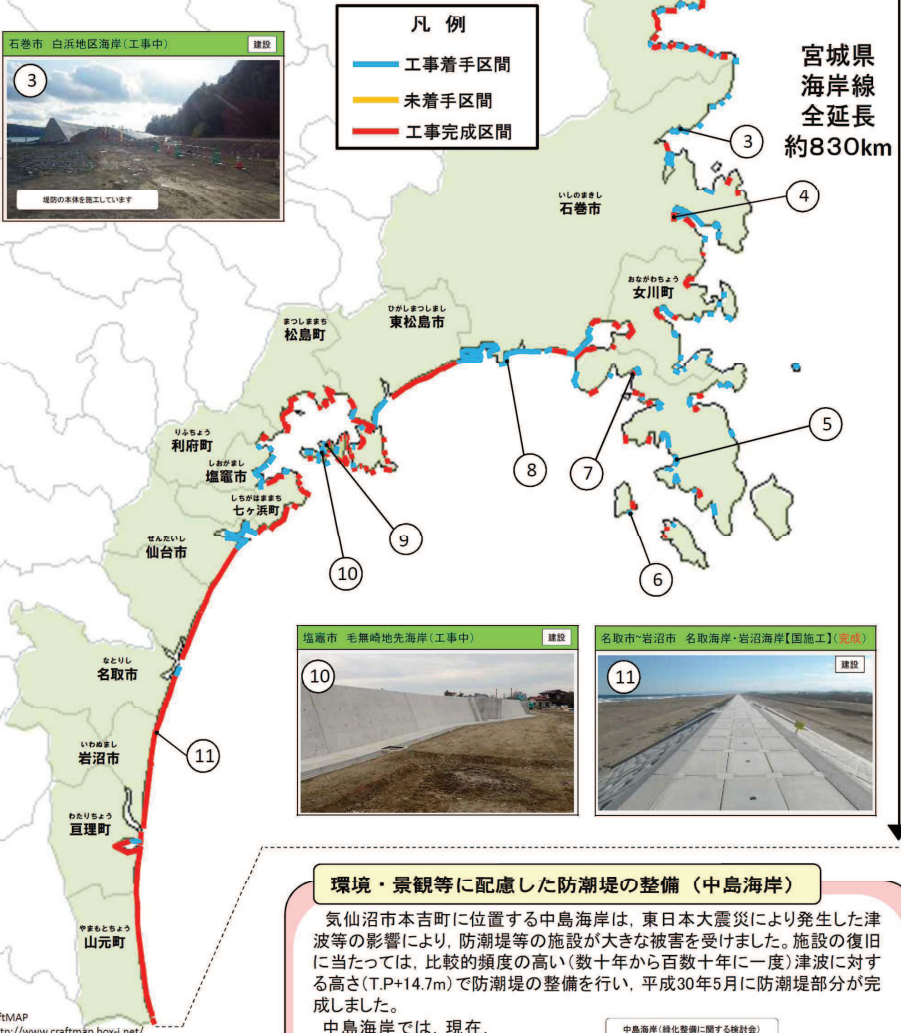 石巻市 白浜地区海岸(工事中)
建設
3
堤防の本体を施工しています
凡例
工事着手区間
未着手区間
工事完成区間
宮城県
海岸線
全延長
約830km
3
4
いしのまきし
石巻市
おながわちょう
女川町
ひがしまつしまし
東松島市
まつしままち
松島町
りふちょう
利府町
しおがまし
塩竈市
しちがはままち
七ヶ浜町
せんだいし
仙台市
5
8
7
9
10
6
なとりし
名取市
いわぬまし
岩沼市
11
わたりちょう
亘理町
やまもとちょう
山元町
塩竈市 毛無崎地先海岸(工事中)
建設
10
名取市~岩沼市 名取海岸・岩沼海岸【国施工】(完成)
建設
11
環境・景観等に配慮した防潮堤の整備(中島海岸)
気仙沼市本吉町に位置する中島海岸は,東日本大震災により発生した津
波等の影響により,防潮堤等の施設が大きな被害を受けました。施設の復旧
に当たっては,比較的頻度の高い(数十年から百数十年に一度)津波に対す
る高さ(T.P+14.7m)で防潮堤の整備を行い,平成30年5月に防潮堤部分が完
成しました。
中島海岸では,現在,
中島海岸(緑化整備に関する検討会)
ftMAP
tp://www.craftmap.box-i.net/